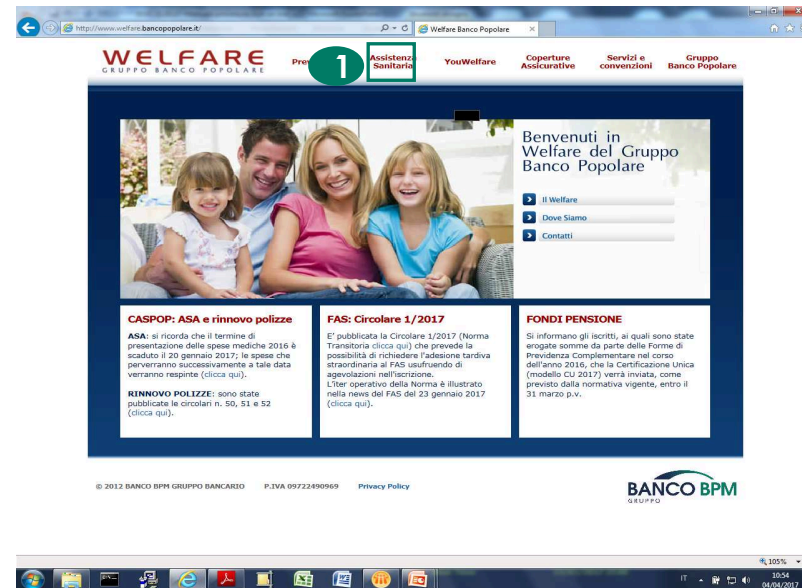 http://www.welfare.bancopopolare.it/
Welfare Banco Popolare
WELFARE
GRUPPO BANCO POPOLARE
1
Assistenza
Sanitaria
YouWelfare
Coperture
Assicurative
Servizi e
convenzioni
Gruppo
Banco Popolare
Benvenuti in
Welfare del Gruppo
Banco Popolare
Il Welfare
Dove Siamo
Contatti
CASPOP: ASA e rinnovo polizze
ASA: si ricorda che il termine di
presentazione delle spese mediche 2016 è
scaduto il 20 gennaio 2017; le spese che
perverranno successivamente a tale data
verranno respinte (clicca qui).
RINNOVO POLIZZE: sono state
pubblicate le circolari n. 50, 51 e 52
(clicca qui).
FAS: Circolare 1/2017
E' pubblicata la Circolare 1/2017 (Norma
Transitoria clicca qui) che prevede la
possibilità di richiedere l'adesione tardiva
straordinaria al FAS usufruendo di
agevolazioni nell'iscrizione.
L'iter operativo della Norma è illustrato
nella news del FAS del 23 gennaio 2017
(clicca qui).
FONDI PENSIONE
Si informano gli iscritti, ai quali sono state
erogate somme da parte delle Forme di
Previdenza Complementare nel corso
dell'anno 2016, che la Certificazione Unica
(modello CU 2017) verrà inviata, come
previsto dalla normativa vigente, entro il
31 marzo p.v.
© 2012 BANCO BPM GRUPPO BANCARIO P.IVA 09722490969 Privacy Policy
BANCO BPM
GRUPPO
105%
IT
10:54
04/04/2017